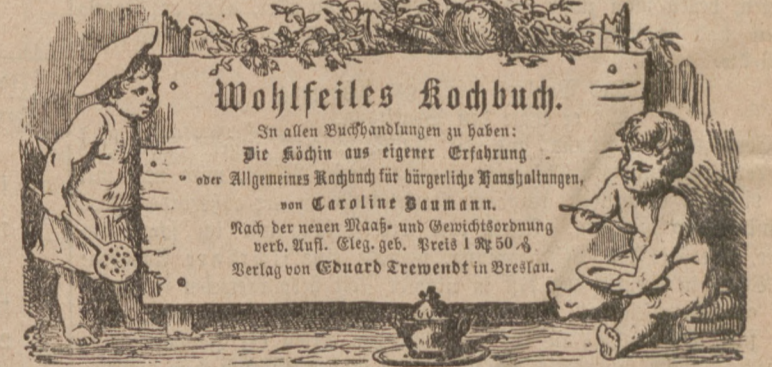 Wohlfeiles Kochbuch.
In allen Buchhandlungen zu haben:
Die Köchin aus eigener Erfahrung
oder Allgemeines Kochbuch für bürgerliche Haushaltungen,
von Caroline Baumann.
Nach der neuen Maaß- und Gewichtsordnung
verb. Aufl. Eleg. geb. Preis 1 M 50 ₰
Verlag von Eduard Trewendt in Breslau.